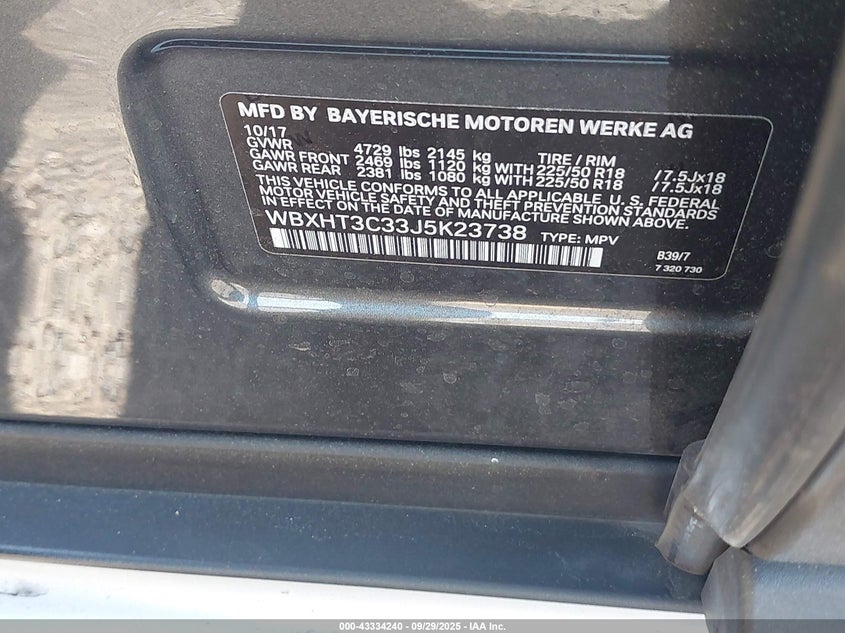 MFD BY BAYERISCHE MOTOREN WERKE AG
10/17
GVWR 4729 lbs 2145 kg TIRE / RIM
GAWR FRONT 2469 lbs 1120 kg WITH 225/50 R18 /7.5Jx18
GAWR REAR 2381 lbs 1080 kg WITH 225/50 R18 /7.5Jx18
THIS VEHICLE CONFORMS TO ALL APPLICABLE U.S. FEDERAL
MOTOR VEHICLE SAFETY AND THEFT PREVENTION STANDARDS
IN EFFECT ON THE DATE OF MANUFACTURE SHOWN ABOVE.
WBXHT3C33J5K23738 TYPE: MPV
B39/7
7 320 730
000-43334240 - 09/29/2025 - IAA Inc.